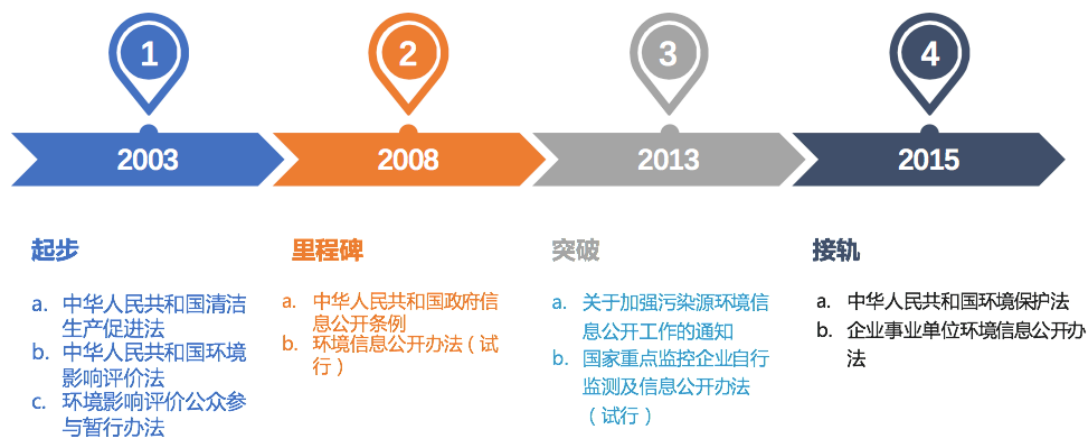 1
2
3
4
2003
2008
2013
2015
起步
a. 中华人民共和国清洁
生产促进法
b. 中华人民共和国环境
影响评价法
c. 环境影响评价公众参
与暂行办法
里程碑
a. 中华人民共和国政府信
息公开条例
b. 环境信息公开办法（试
行）
突破
a. 关于加强污染源环境信
息公开工作的通知
b. 国家重点监控企业自行
监测及信息公开办法
（试行）
接轨
a. 中华人民共和国环境保护法
b. 企业事业单位环境信息公开办
法